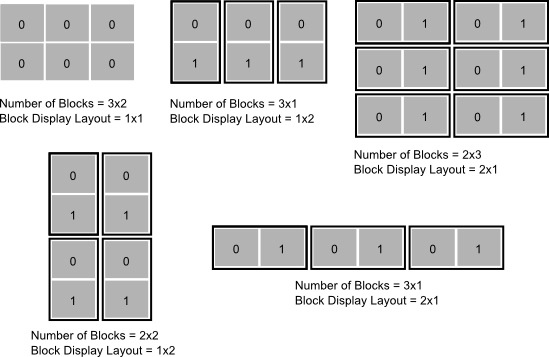 0 0 0
0 0 0
Number of Blocks = 3x2
Block Display Layout = 1x1
0 0 0
1 1 1
Number of Blocks = 3x1
Block Display Layout = 1x2
0 1 0 1
0 1 0 1
0 1 0 1
Number of Blocks = 2x3
Block Display Layout = 2x1
0 0
1 1
0 0
1 1
Number of Blocks = 2x2
Block Display Layout = 1x2
0 1 0 1 0 1
Number of Blocks = 3x1
Block Display Layout = 2x1